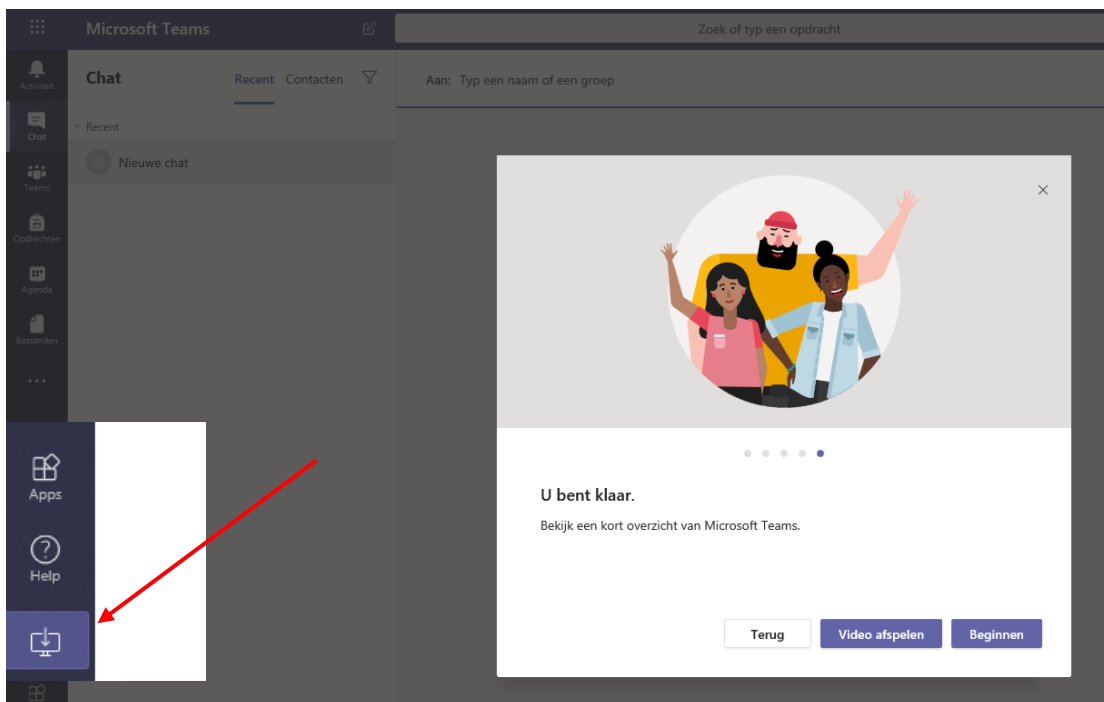 Microsoft Teams
Zoek of typ een opdracht
Activiteit
Chat
Teams
Opdrachten
Agenda
Bestanden
Apps
Help
Chat
Recent Contacten
Recent
Nieuwe chat
Aan: Typ een naam of een groep
U bent klaar.
Bekijk een kort overzicht van Microsoft Teams.
Terug
Video afspelen
Beginnen